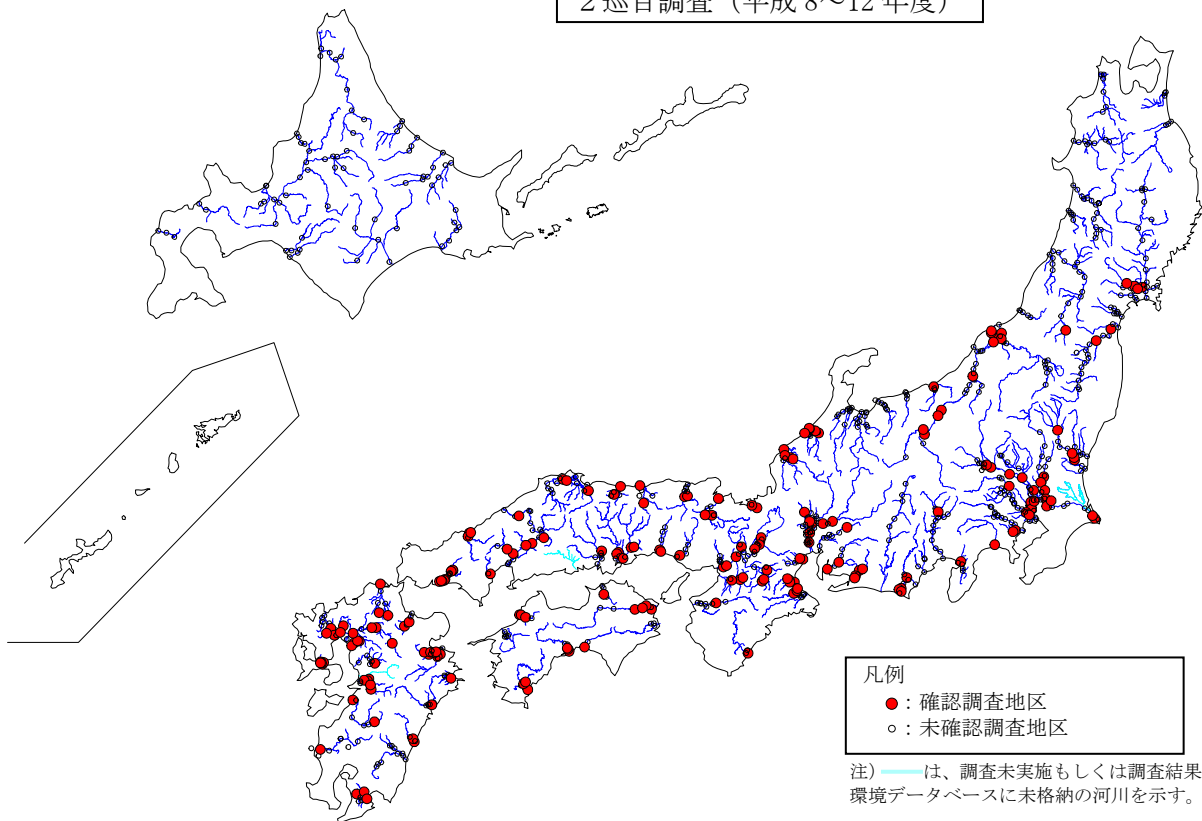 2巡目調査（平成 8～12 年度）
凡例
●：確認調査地区
○：未確認調査地区
注）――は、調査未実施もしくは調査結果
環境データベースに未格納の河川を示す。